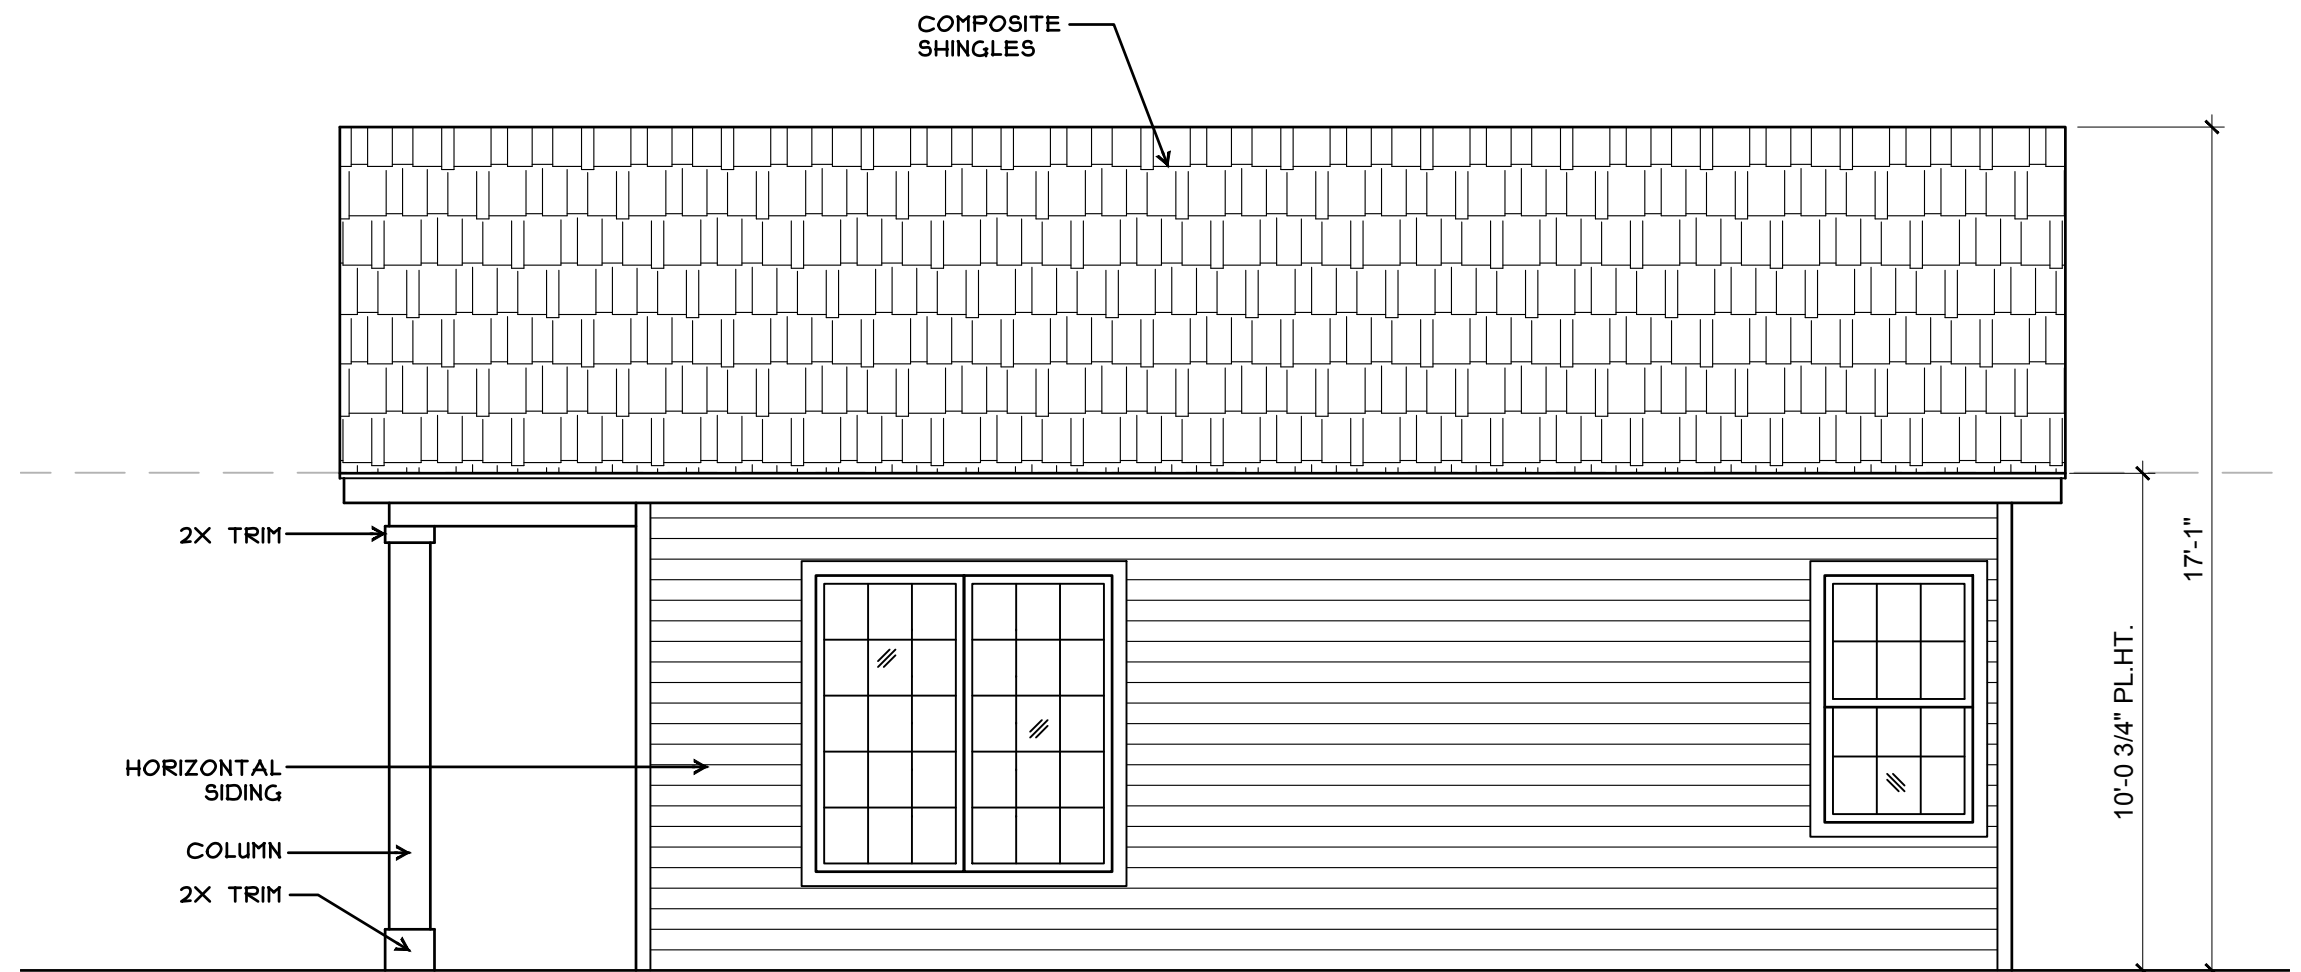 COMPOSITE
SHINGLES
2X TRIM
HORIZONTAL
SIDING
COLUMN
2X TRIM
10'-0 3/4" PL.HT.
17'-1"